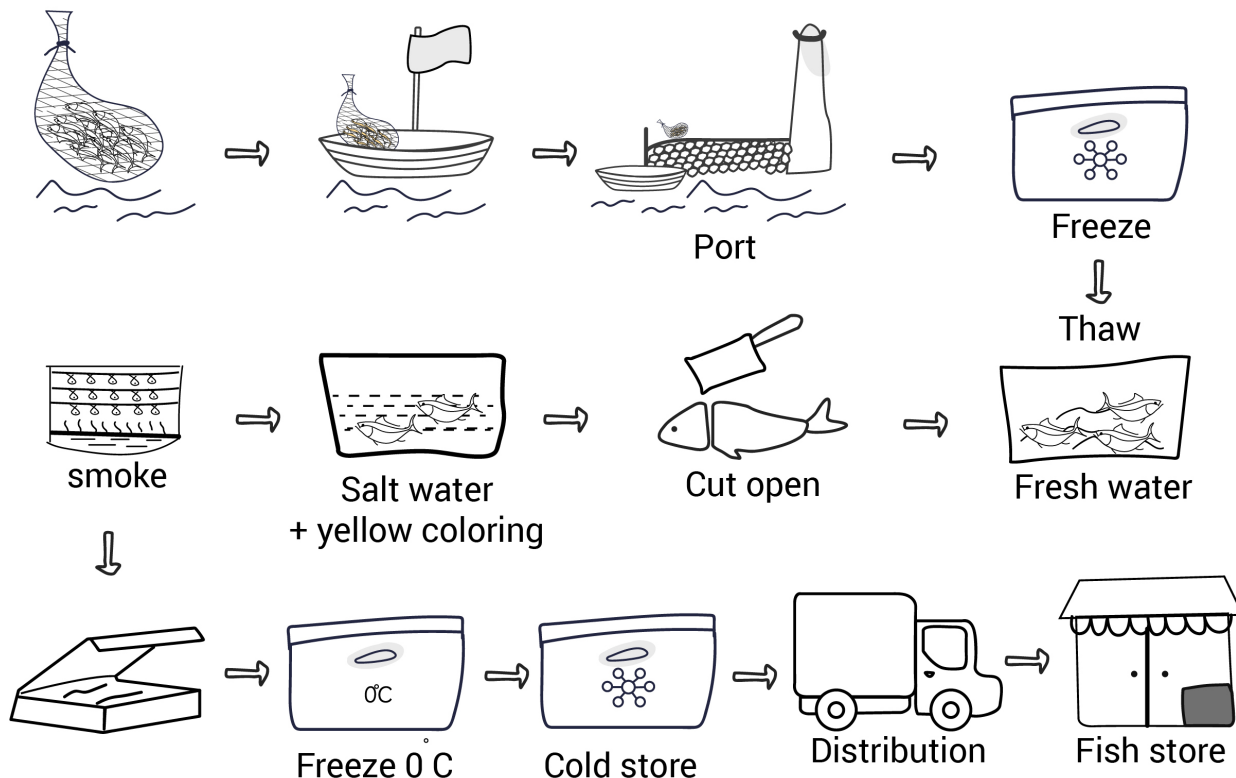 Port
Freeze
Thaw
Fresh water
Cut open
Salt water
+ yellow coloring
smoke
0°C
Freeze 0°C
Cold store
Distribution
Fish store